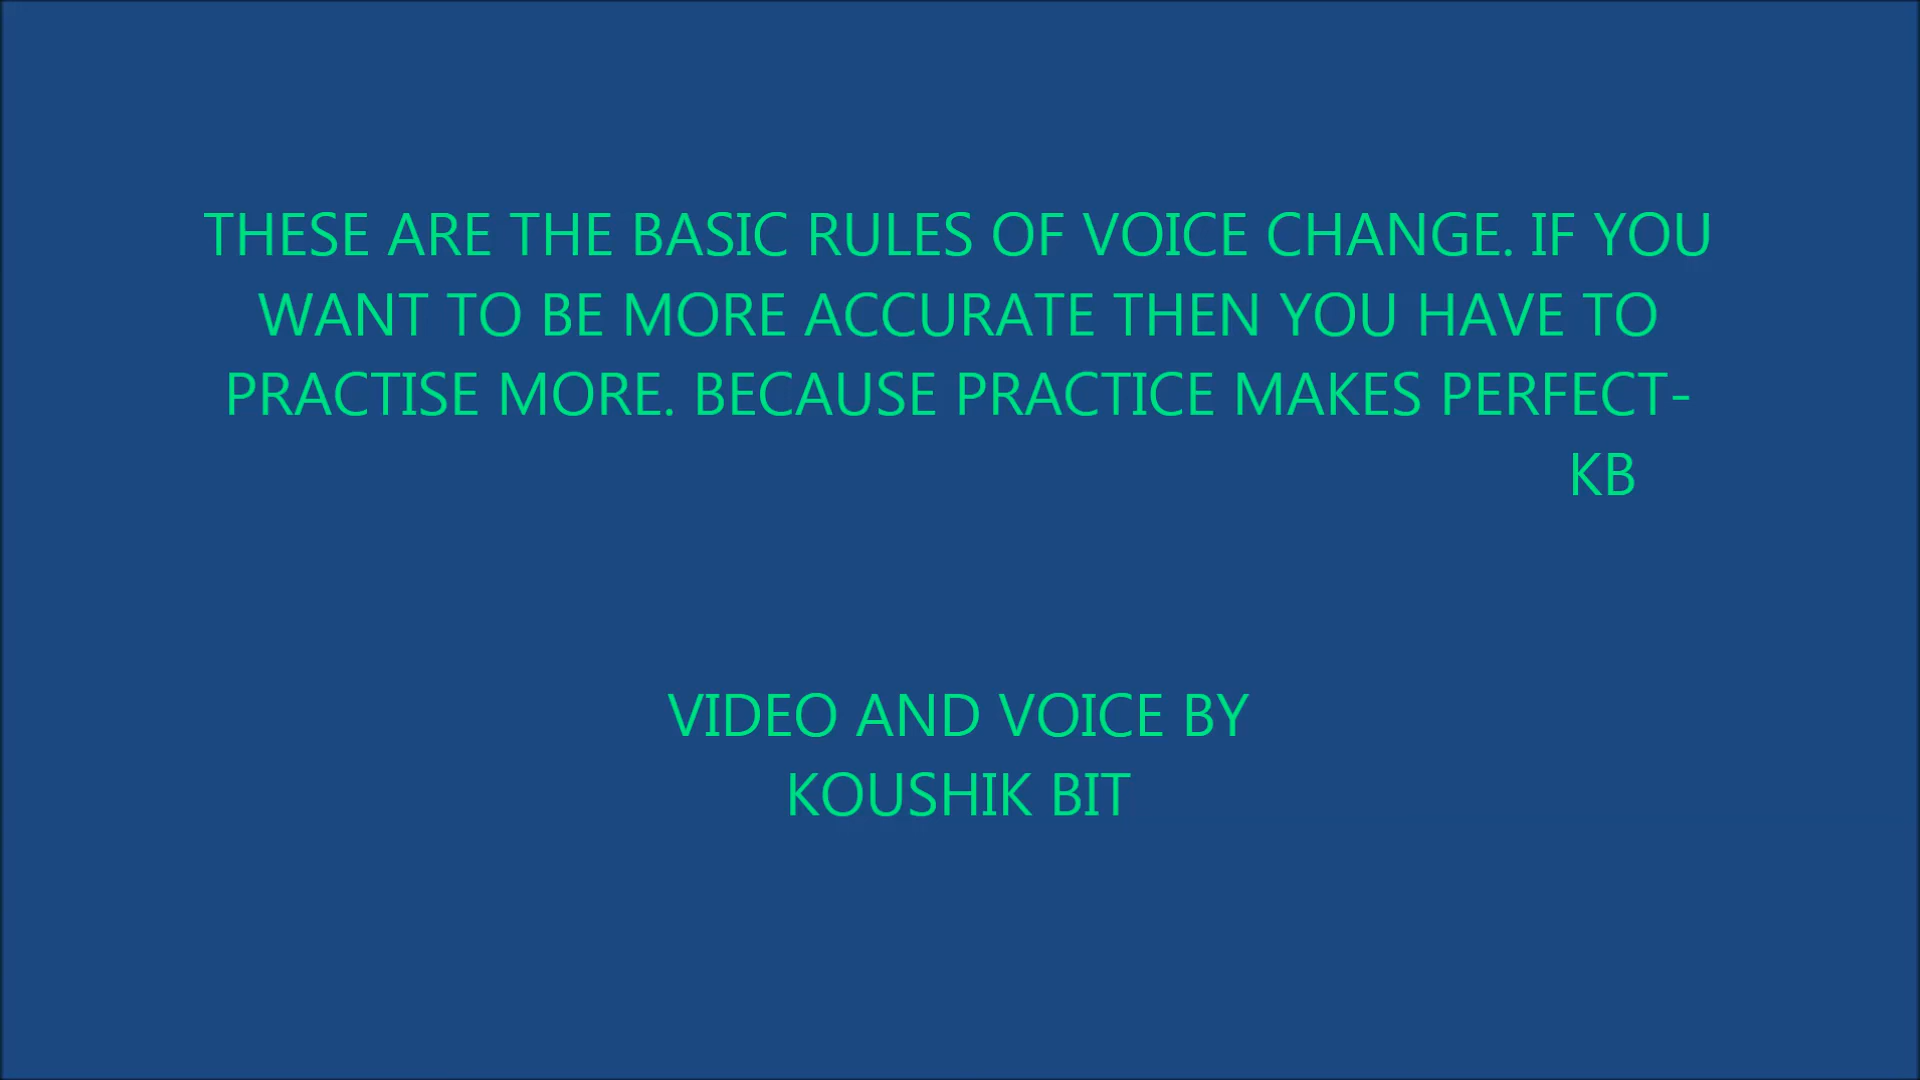 THESE ARE THE BASIC RULES OF VOICE CHANGE. IF YOU
WANT TO BE MORE ACCURATE THEN YOU HAVE TO
PRACTISE MORE. BECAUSE PRACTICE MAKES PERFECT-
KB
VIDEO AND VOICE BY
KOUSHIK BIT